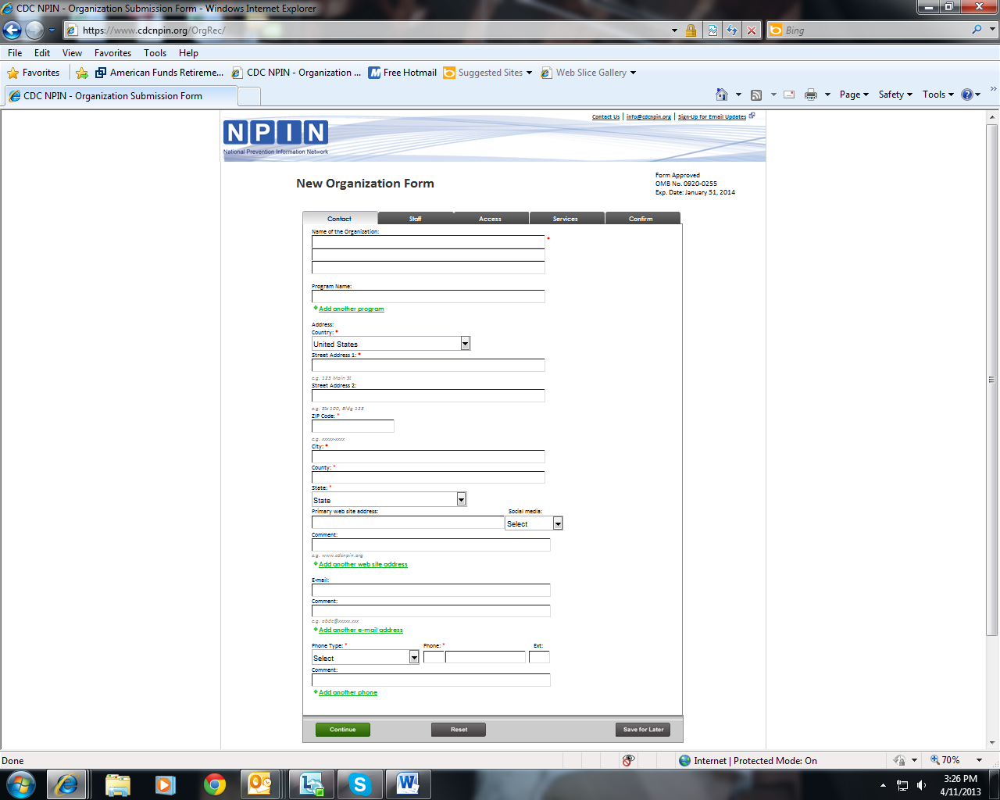 CDC NPIN - Organization Submission Form - Windows Internet Explorer
https://www.cdcnpin.org/OrgRec/
Bing
File Edit View Favorites Tools Help
Favorites American Funds Retireme... CDC NPIN - Organization ... Free Hotmail Suggested Sites Web Slice Gallery
CDC NPIN - Organization Submission Form
Page Safety Tools
Contact Us | info@cdcnpin.org | Sign-Up for Email Updates
NPIN
National Prevention Information Network
Form Approved
OMB No. 0920-0255
Exp. Date: January 31, 2014
New Organization Form
Contact Staff Access Services Confirm
Name of the Organization:
*
Program Name:
Add another program
Address:
Country: *
United States
Street Address 1: *
e.g. 123 Main St
Street Address 2:
e.g. Ste 100, Bldg 123
ZIP Code: *
e.g. xxxxx-xxxx
City: *
County: *
State: *
State
Primary web site address: Social media:
Select
Comment:
e.g. www.cdcnpin.org
Add another web site address
E-mail:
Comment:
e.g. abdc@xxxxx.xxx
Add another e-mail address
Phone Type: * Phone: * Ext:
Select
Comment:
Add another phone
Continue Reset Save for Later
Done
Internet | Protected Mode: On
70%
3:26 PM
4/11/2013